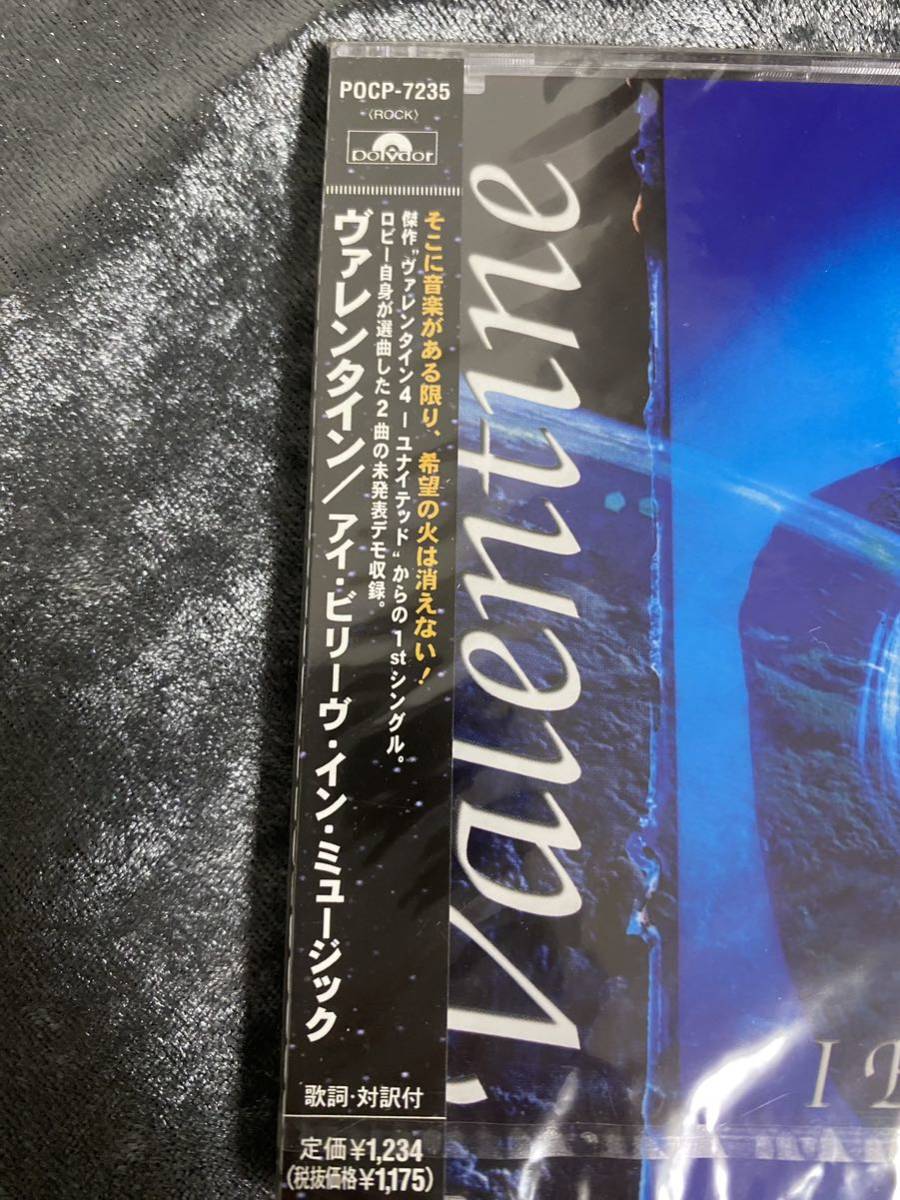 POCP-7235
〈ROCK〉
polydor
そこに音楽がある限り、希望の火は消えない！
傑作“ヴァレンタイン4ーユナイテッド“からの1stシングル。
ロビー自身が選曲した2曲の未発表デモ収録。
ヴァレンタイン／アイ・ビリーヴ・イン・ミュージック
歌詞・対訳付
定価¥1,234
(税抜価格¥1,175)
Valentine
I